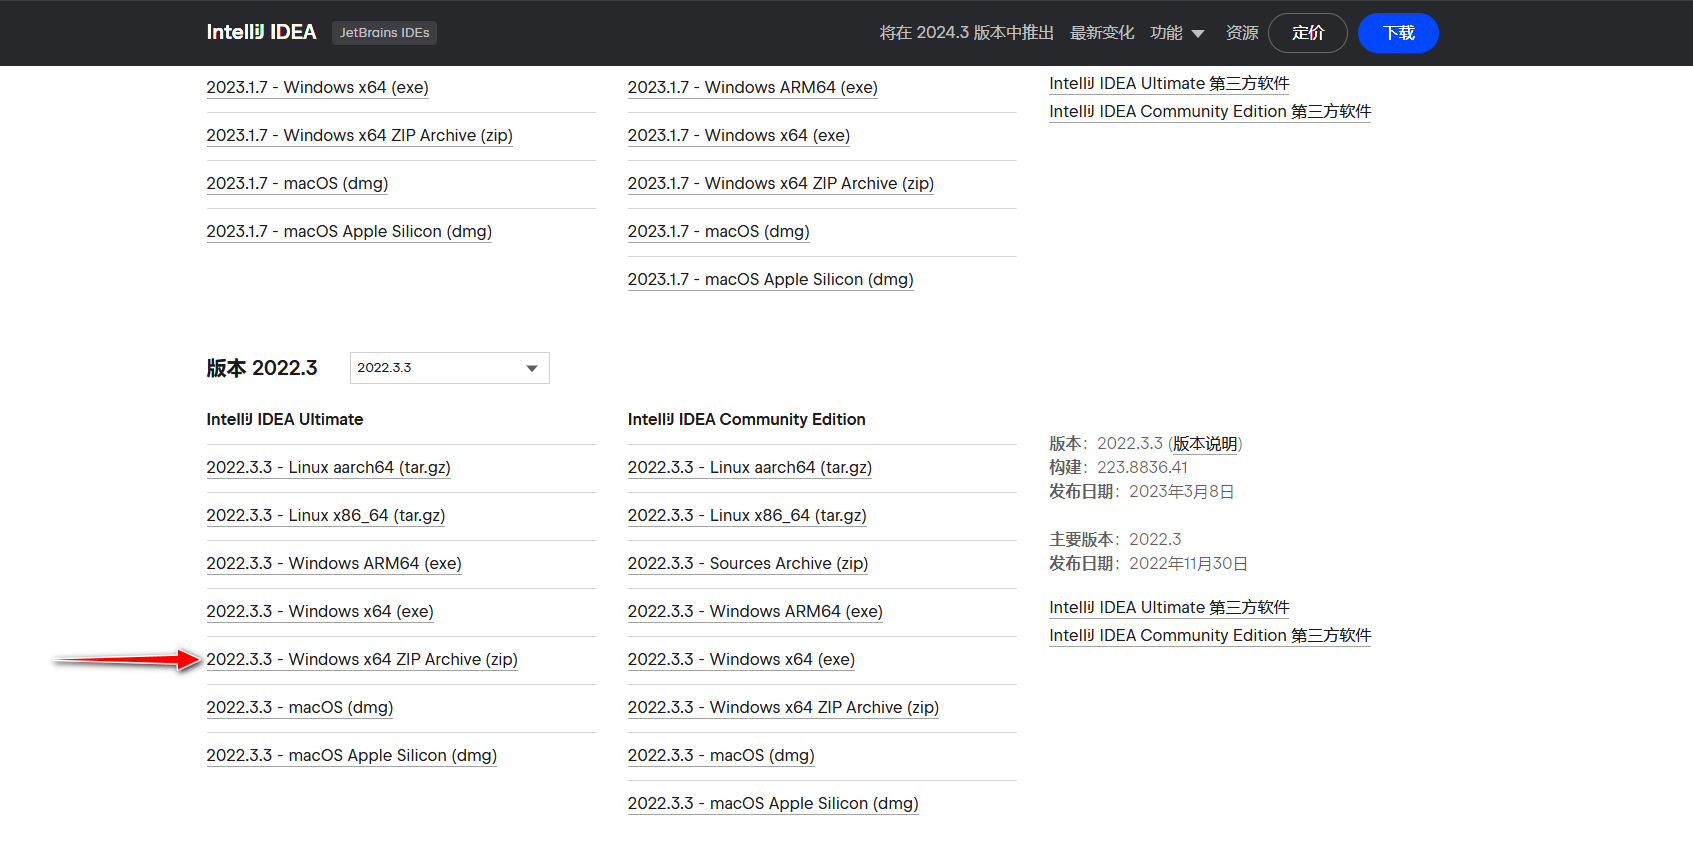 IntelliJ IDEA JetBrains IDEs 将在 2024.3 版本中推出 最新变化 功能 资源 定价 下载
2023.1.7 - Windows x64 (exe)
2023.1.7 - Windows x64 ZIP Archive (zip)
2023.1.7 - macOS (dmg)
2023.1.7 - macOS Apple Silicon (dmg)
2023.1.7 - Windows ARM64 (exe)
2023.1.7 - Windows x64 (exe)
2023.1.7 - Windows x64 ZIP Archive (zip)
2023.1.7 - macOS (dmg)
2023.1.7 - macOS Apple Silicon (dmg)
IntelliJ IDEA Ultimate 第三方软件
IntelliJ IDEA Community Edition 第三方软件
版本 2022.3 2022.3.3
IntelliJ IDEA Ultimate
2022.3.3 - Linux aarch64 (tar.gz)
2022.3.3 - Linux x86_64 (tar.gz)
2022.3.3 - Windows ARM64 (exe)
2022.3.3 - Windows x64 (exe)
2022.3.3 - Windows x64 ZIP Archive (zip)
2022.3.3 - macOS (dmg)
2022.3.3 - macOS Apple Silicon (dmg)
IntelliJ IDEA Community Edition
2022.3.3 - Linux aarch64 (tar.gz)
2022.3.3 - Linux x86_64 (tar.gz)
2022.3.3 - Sources Archive (zip)
2022.3.3 - Windows ARM64 (exe)
2022.3.3 - Windows x64 (exe)
2022.3.3 - Windows x64 ZIP Archive (zip)
2022.3.3 - macOS (dmg)
2022.3.3 - macOS Apple Silicon (dmg)
版本：2022.3.3 (版本说明)
构建：223.8836.41
发布日期：2023年3月8日
主要版本：2022.3
发布日期：2022年11月30日
IntelliJ IDEA Ultimate 第三方软件
IntelliJ IDEA Community Edition 第三方软件